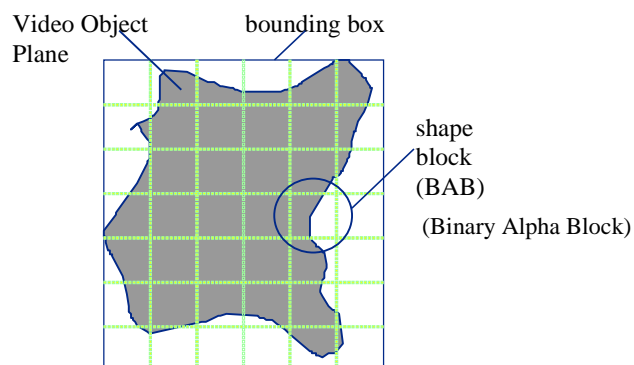 Video Object
Plane
bounding box
shape
block
(BAB)
(Binary Alpha Block)